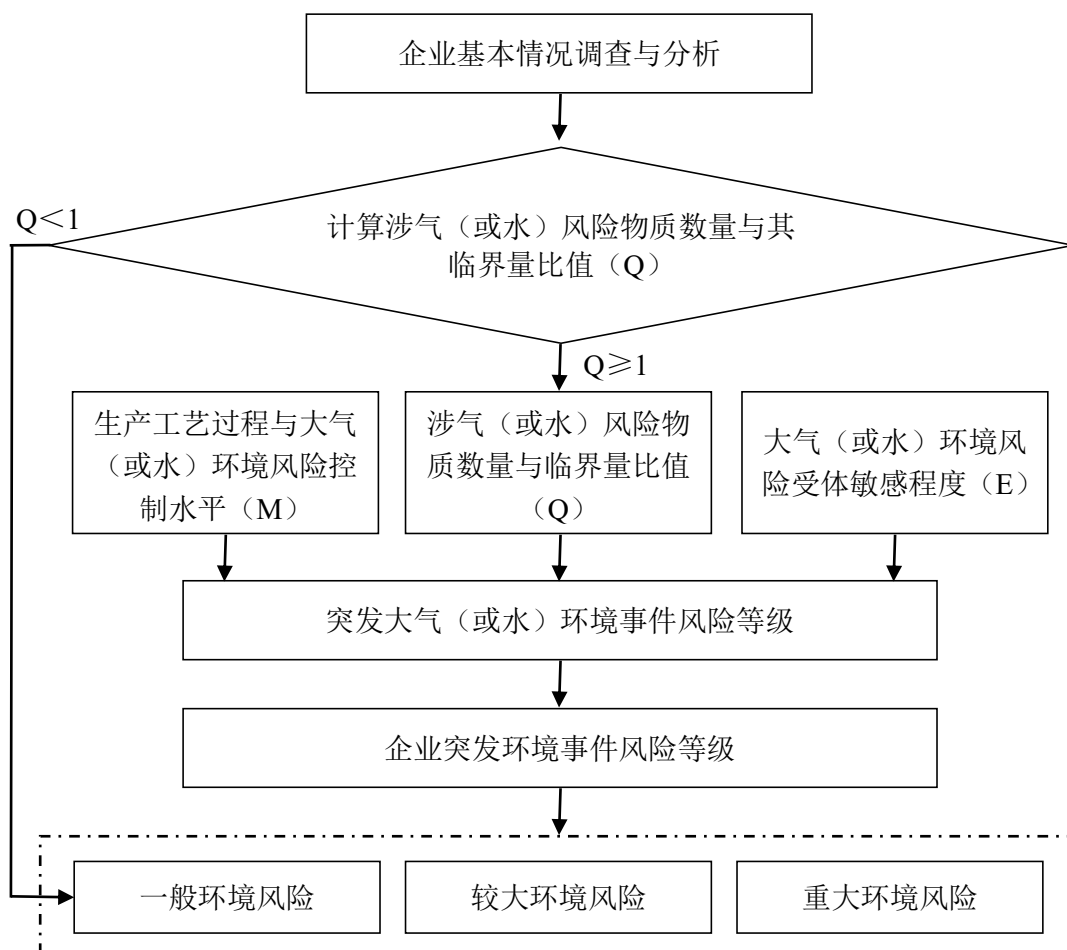 企业基本情况调查与分析
Q＜1
计算涉气（或水）风险物质数量与其
临界量比值（Q）
Q≥1
生产工艺过程与大气
（或水）环境风险控
制水平（M）
涉气（或水）风险物
质数量与临界量比值
（Q）
大气（或水）环境风
险受体敏感程度（E）
突发大气（或水）环境事件风险等级
企业突发环境事件风险等级
一般环境风险
较大环境风险
重大环境风险